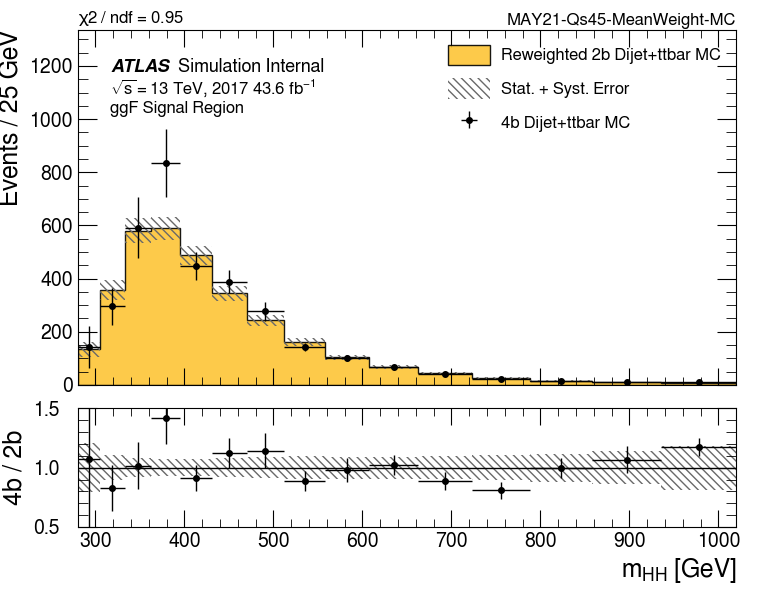 χ2 / ndf = 0.95
MAY21-Qs45-MeanWeight-MC
Events / 25 GeV
ATLAS Simulation Internal
√s = 13 TeV, 2017 43.6 fb−1
ggF Signal Region
Reweighted 2b Dijet+ttbar MC
Stat. + Syst. Error
4b Dijet+ttbar MC
1200
1000
800
600
400
200
0
4b / 2b
1.5
1.0
0.5
300 400 500 600 700 800 900 1000
mHH [GeV]